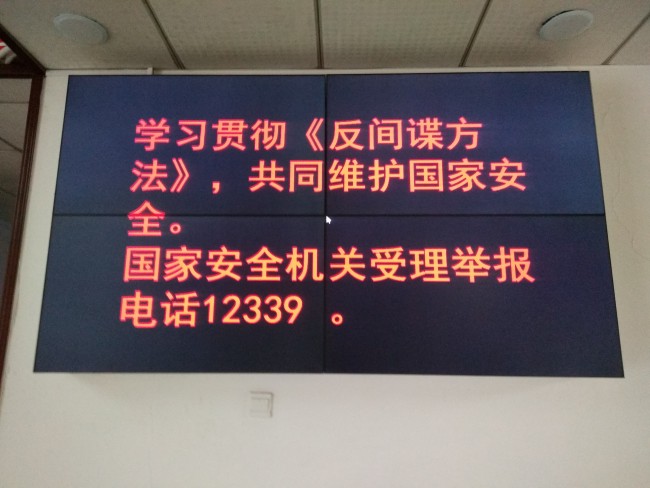 学习贯彻《反间谍方
法》，共同维护国家安
全。
国家安全机关受理举报
电话12339 。